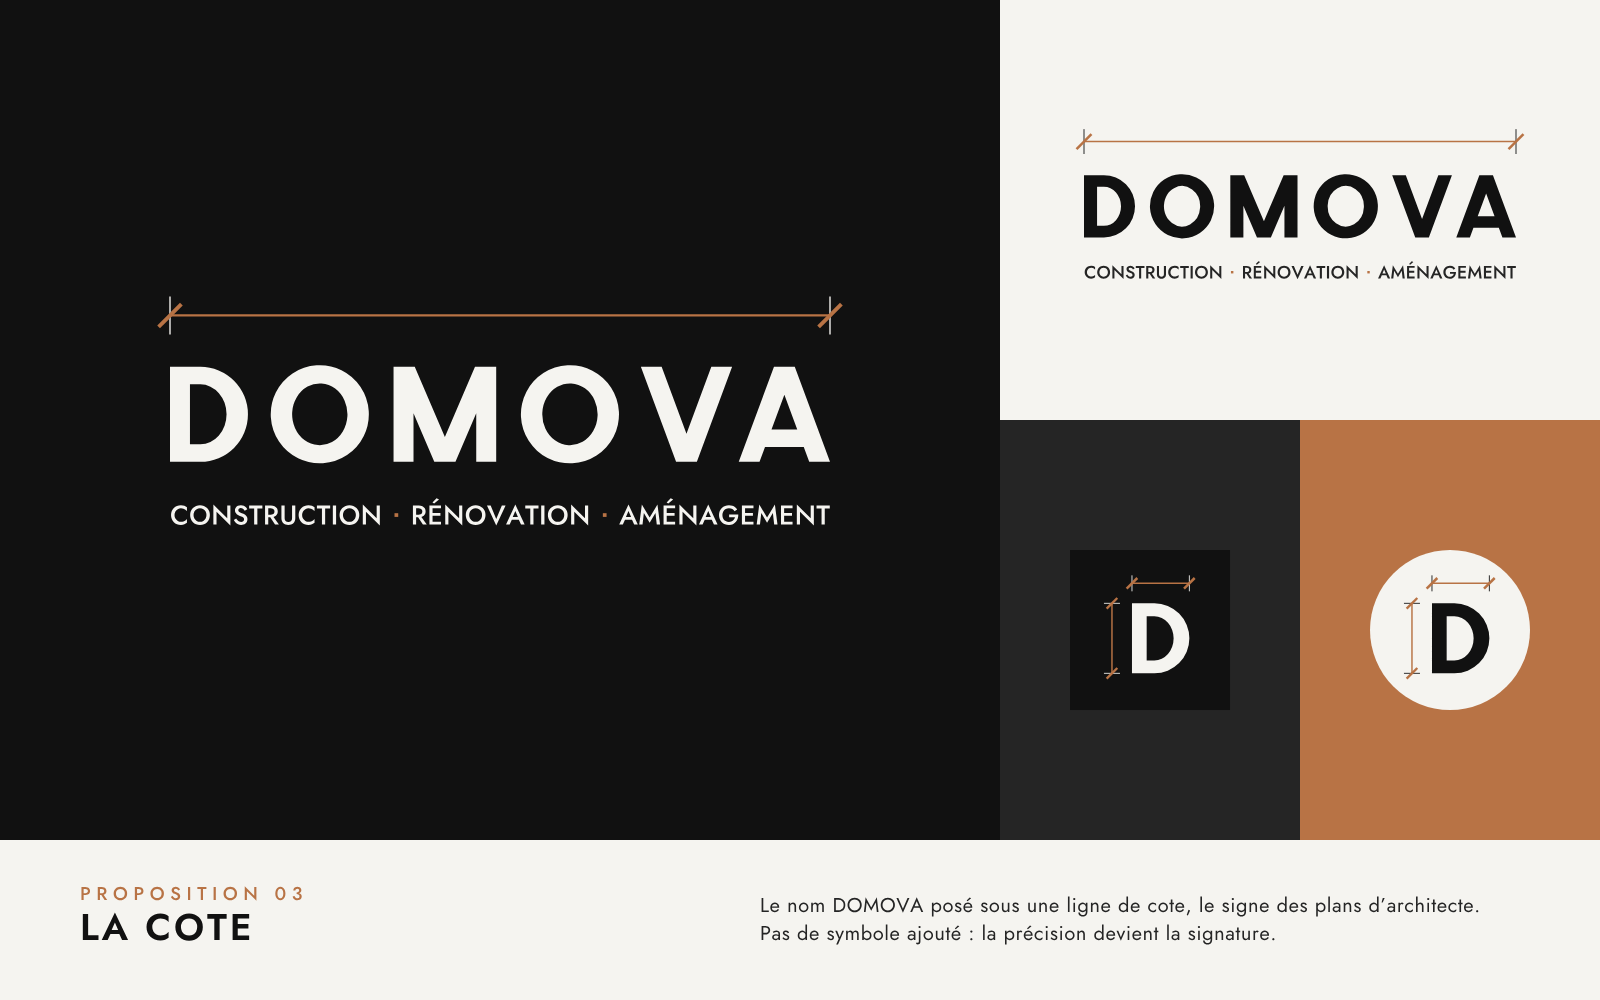 DOMOVA
CONSTRUCTION · RÉNOVATION · AMÉNAGEMENT
DOMOVA
CONSTRUCTION · RÉNOVATION · AMÉNAGEMENT
D
D
PROPOSITION 03
LA COTE
Le nom DOMOVA posé sous une ligne de cote, le signe des plans d’architecte.
Pas de symbole ajouté : la précision devient la signature.